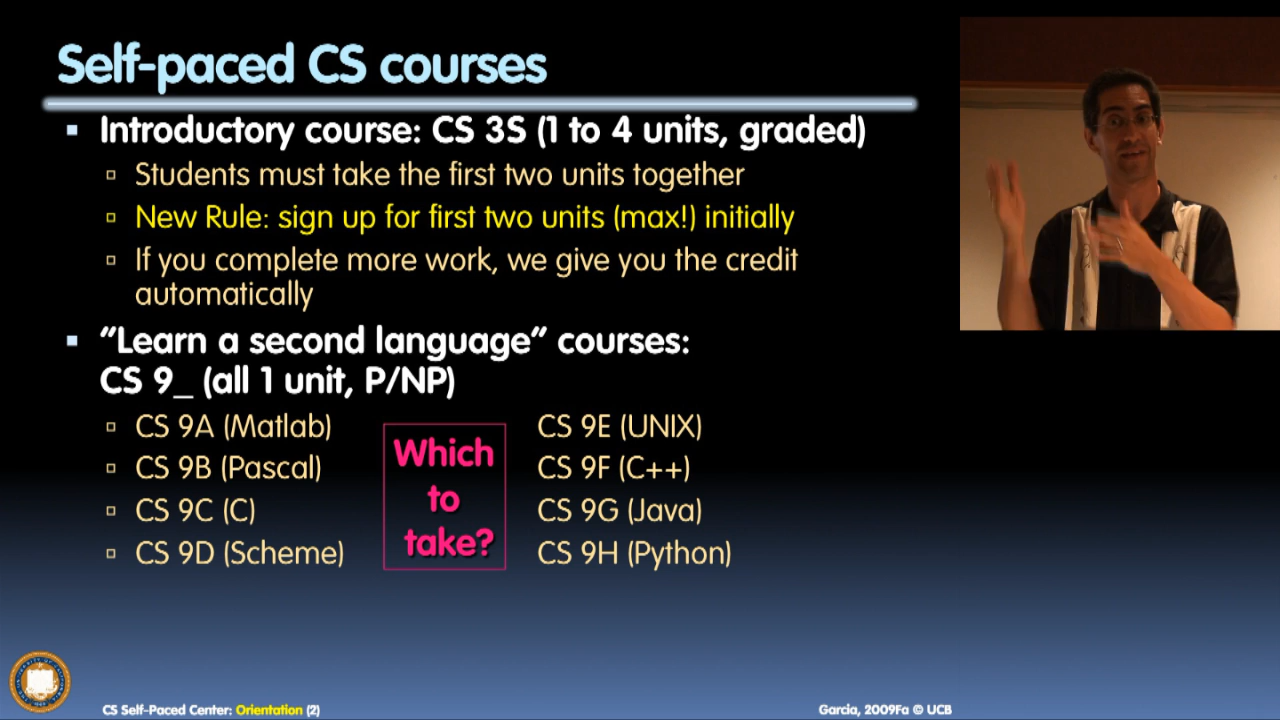 Self-paced CS courses
Introductory course: CS 3S (1 to 4 units, graded)
Students must take the first two units together
New Rule: sign up for first two units (max!) initially
If you complete more work, we give you the credit
automatically
"Learn a second language" courses:
CS 9_ (all 1 unit, P/NP)
CS 9A (Matlab)
CS 9B (Pascal)
CS 9C (C)
CS 9D (Scheme)
Which
to
take?
CS 9E (UNIX)
CS 9F (C++)
CS 9G (Java)
CS 9H (Python)
CS Self-Paced Center: Orientation (2)
Garcia, 2009Fa © UCB